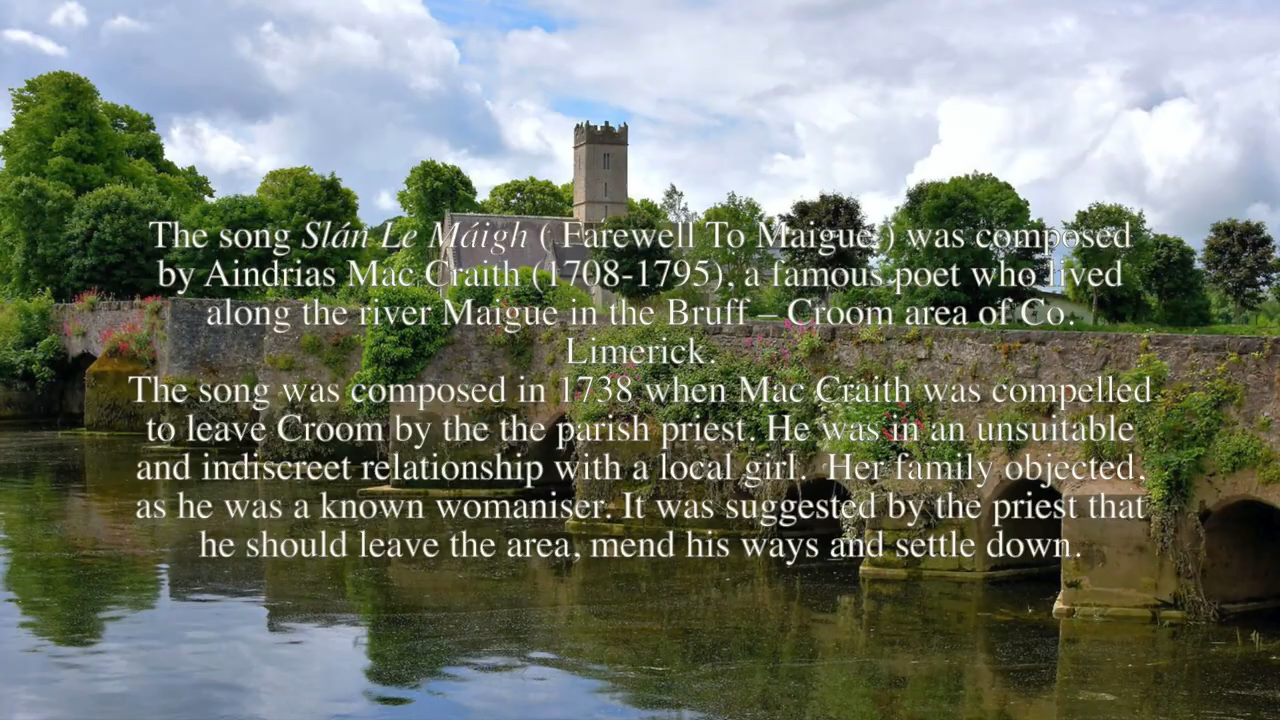 The song Slán Le Máigh ( Farewell To Maigue ) was composed
by Aindrias Mac Craith (1708-1795), a famous poet who lived
along the river Maigue in the Bruff – Croom area of Co.
Limerick.
The song was composed in 1738 when Mac Craith was compelled
to leave Croom by the the parish priest. He was in an unsuitable
and indiscreet relationship with a local girl.  Her family objected,
as he was a known womaniser. It was suggested by the priest that
he should leave the area, mend his ways and settle down.